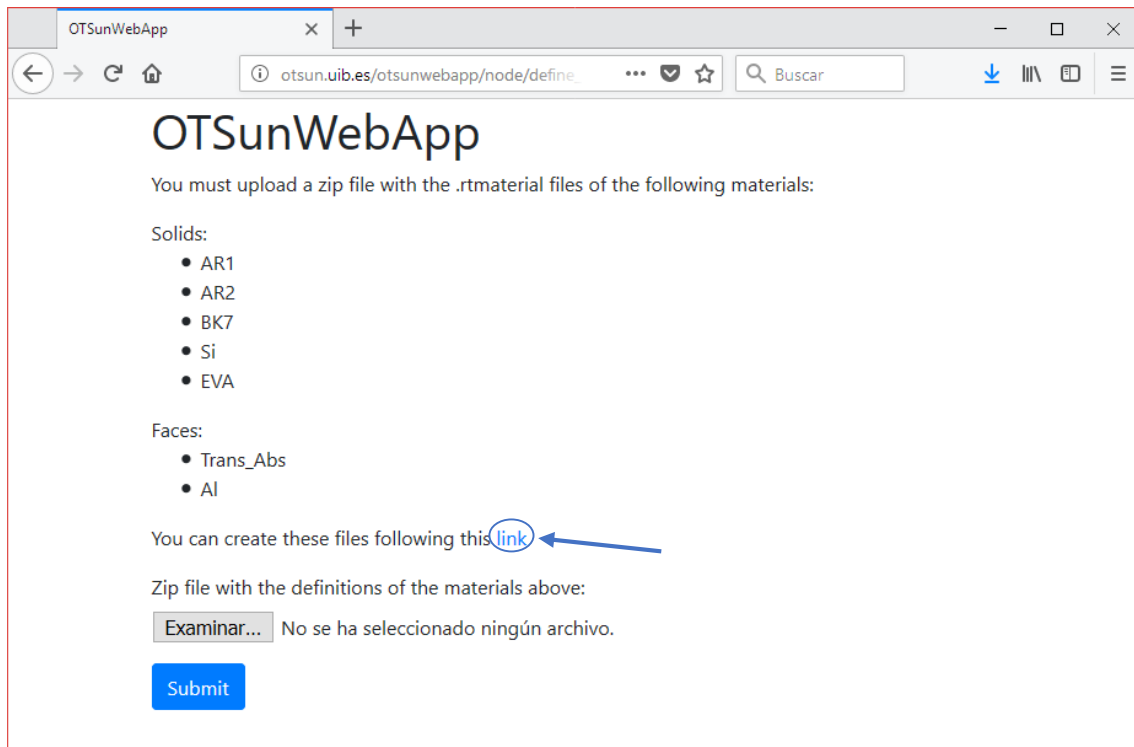 OTSunWebApp
otsun.uib.es/otsunwebapp/node/define_
Buscar
OTSunWebApp
You must upload a zip file with the .rtmaterial files of the following materials:
Solids:
• AR1
• AR2
• BK7
• Si
• EVA
Faces:
• Trans_Abs
• Al
You can create these files following this link
Zip file with the definitions of the materials above:
Examinar... No se ha seleccionado ningún archivo.
Submit